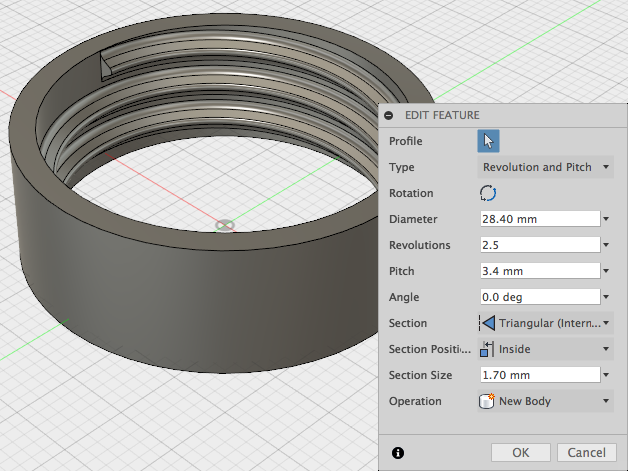 EDIT FEATURE
Profile
Type Revolution and Pitch
Rotation
Diameter 28.40 mm
Revolutions 2.5
Pitch 3.4 mm
Angle 0.0 deg
Section Triangular (Intern...
Section Positi... Inside
Section Size 1.70 mm
Operation New Body
OK Cancel